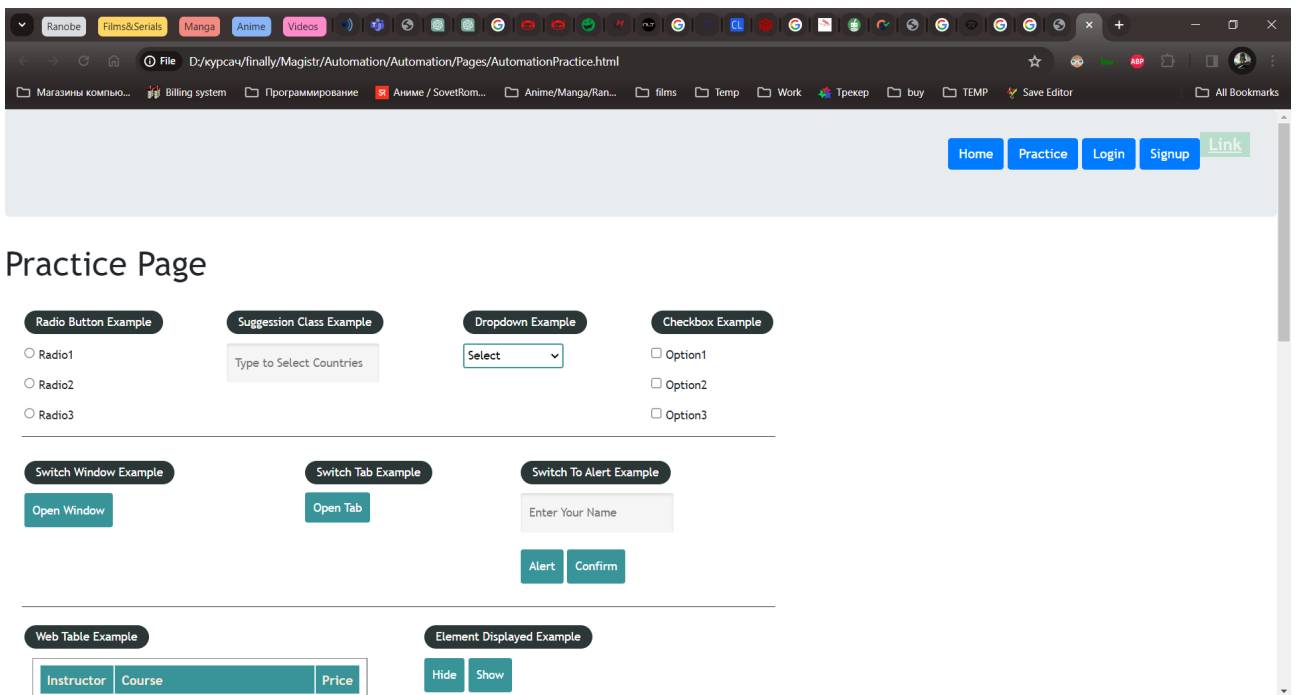 Ranobe Films&Serials Manga Anime Videos
File D:/курсач/finally/Magistr/Automation/Automation/Pages/AutomationPractice.html
Магазины компью... Billing system Программирование Аниме / SovetRom... Anime/Manga/Ran... films Temp Work Трекер buy TEMP Save Editor All Bookmarks
Home Practice Login Signup Link
Practice Page
Radio Button Example Suggession Class Example Dropdown Example Checkbox Example
Radio1 Type to Select Countries Select Option1
Radio2 Option2
Radio3 Option3
Switch Window Example Switch Tab Example Switch To Alert Example
Open Window Open Tab Enter Your Name
Alert Confirm
Web Table Example Element Displayed Example
Instructor Course Price Hide Show